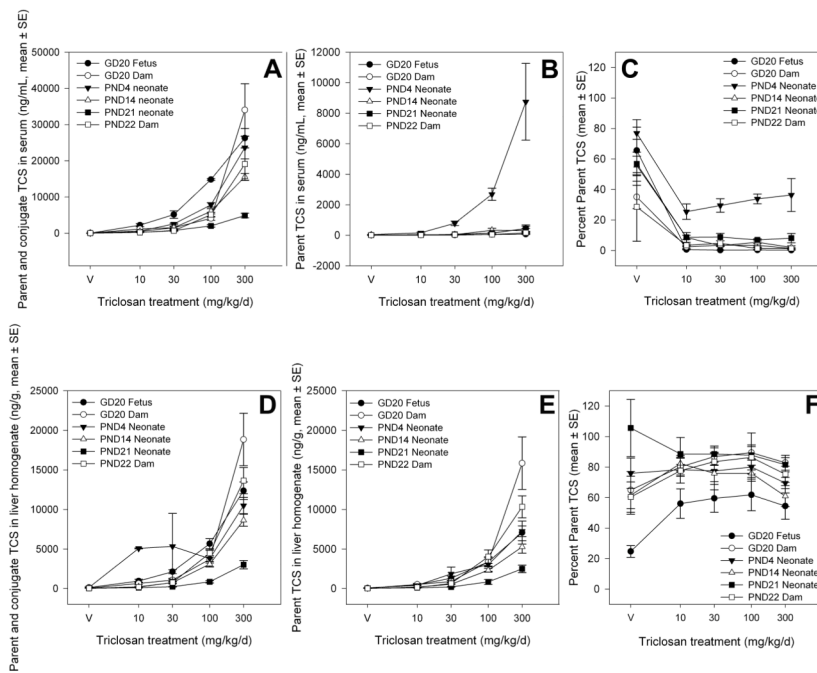 A
Parent and conjugate TCS in serum (ng/mL, mean ± SE)
50000
40000
30000
20000
10000
0
GD20 Fetus
GD20 Dam
PND4 neonate
PND14 neonate
PND21 neonate
PND22 Dam
V 10 30 100 300
Triclosan treatment (mg/kg/d)
B
Parent TCS in serum (ng/mL, mean ± SE)
12000
10000
8000
6000
4000
2000
0
-2000
GD20 Fetus
GD20 Dam
PND4 Neonate
PND14 Neonate
PND21 Neonate
PND22 Dam
V 10 30 100 300
Triclosan treatment (mg/kg/d)
C
Percent Parent TCS (mean ± SE)
120
100
80
60
40
20
0
GD20 Fetus
GD20 Dam
PND4 Neonate
PND14 Neonate
PND21 Neonate
PND22 Dam
V 10 30 100 300
Triclosan treatment (mg/kg/d)
D
Parent and conjugate TCS in liver homogenate (ng/g, mean ± SE)
25000
20000
15000
10000
5000
0
GD20 Fetus
GD20 Dam
PND4 Neonate
PND14 Neonate
PND21 Neonate
PND22 Dam
V 10 30 100 300
Triclosan treatment (mg/kg/d)
E
Parent TCS in liver homogenate (ng/g, mean ± SE)
25000
20000
15000
10000
5000
0
GD20 Fetus
GD20 Dam
PND4 Neonate
PND14 Neonate
PND21 Neonate
PND22 Dam
V 10 30 100 300
Triclosan treatment (mg/kg/d)
F
Percent Parent TCS (mean ± SE)
120
100
80
60
40
20
0
GD20 Fetus
GD20 Dam
PND4 Neonate
PND14 Neonate
PND21 Neonate
PND22 Dam
V 10 30 100 300
Triclosan treatment (mg/kg/d)